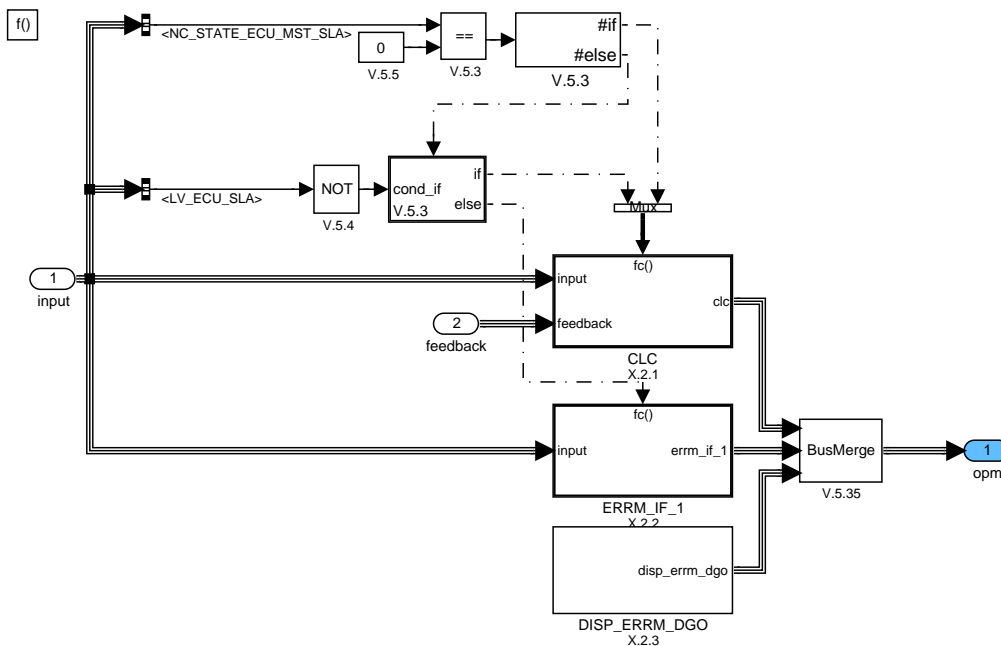 f()
<NC_STATE_ECU_MST_SLA>
0
V.5.5
==
V.5.3
#if
#else
V.5.3
<LV_ECU_SLA>
NOT
V.5.4
cond_if
V.5.3
if
else
Mux
1
input
fc()
input
feedback
clc
CLC
X.2.1
2
feedback
fc()
input
errm_if_1
ERRM_IF_1
X.2.2
BusMerge
V.5.35
1
opm
disp_errm_dgo
DISP_ERRM_DGO
X.2.3